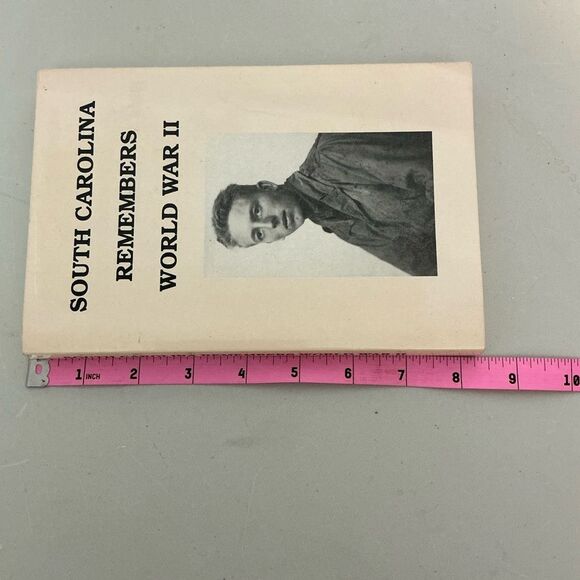 SOUTH CAROLINA
REMEMBERS
WORLD WAR II
1 INCH 2 3 4 5 6 7 8 9 10